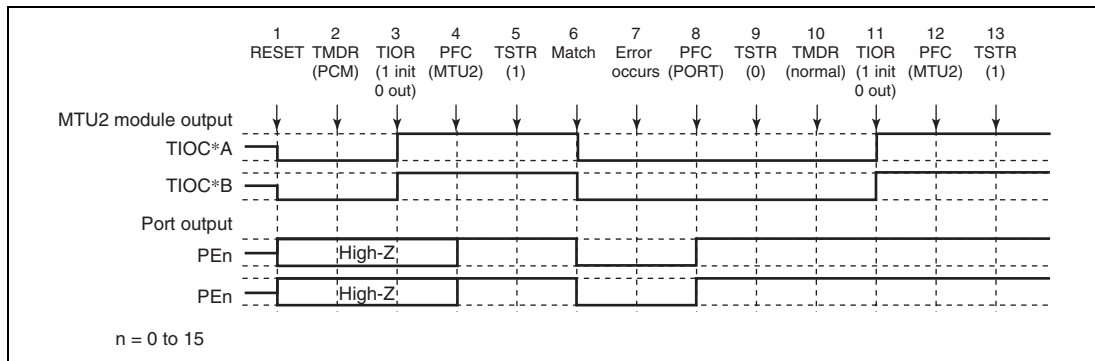 1 2 3 4 5 6 7 8 9 10 11 12 13
RESET TMDR TIOR PFC TSTR Match Error PFC TSTR TMDR TIOR PFC TSTR
(PCM) (1 init (MTU2) (1) occurs (PORT) (0) (normal) (1 init (MTU2) (1)
0 out) 0 out)
MTU2 module output
TIOC*A
TIOC*B
Port output
PEn High-Z
PEn High-Z
n = 0 to 15